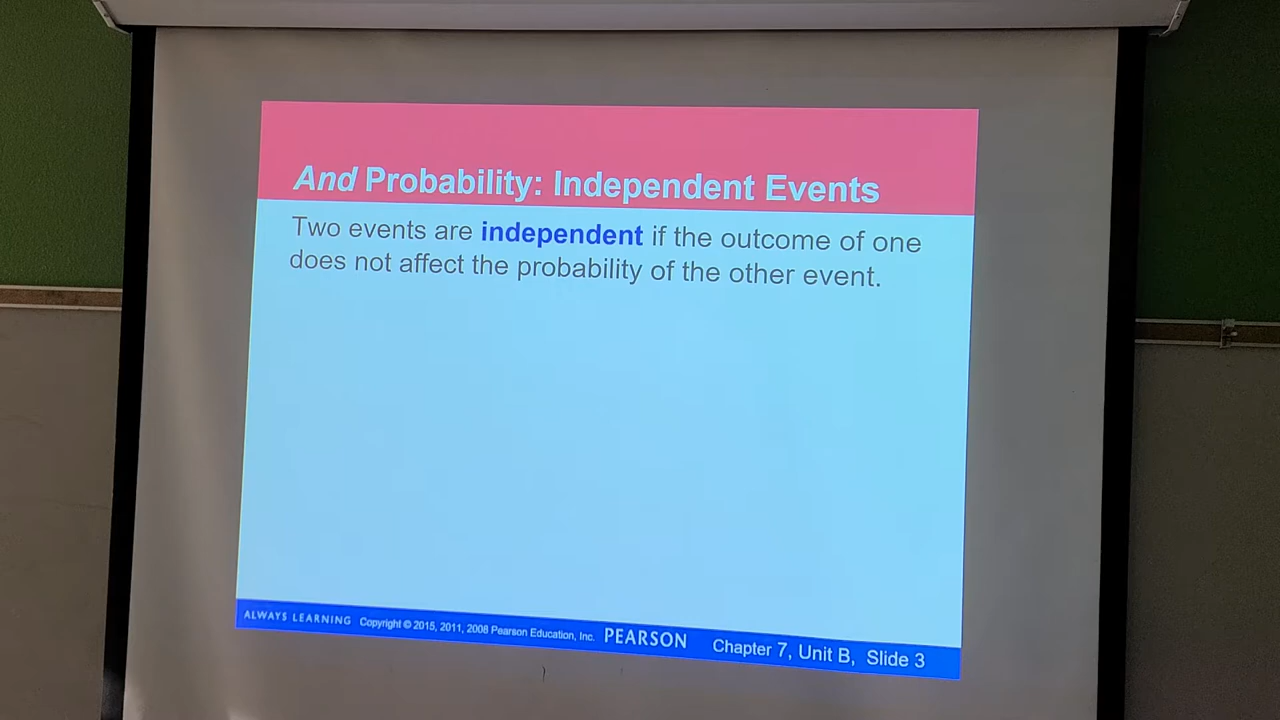 And Probability: Independent Events
Two events are independent if the outcome of one
does not affect the probability of the other event.
ALWAYS LEARNING Copyright © 2015, 2011, 2008 Pearson Education, Inc. PEARSON Chapter 7, Unit B, Slide 3